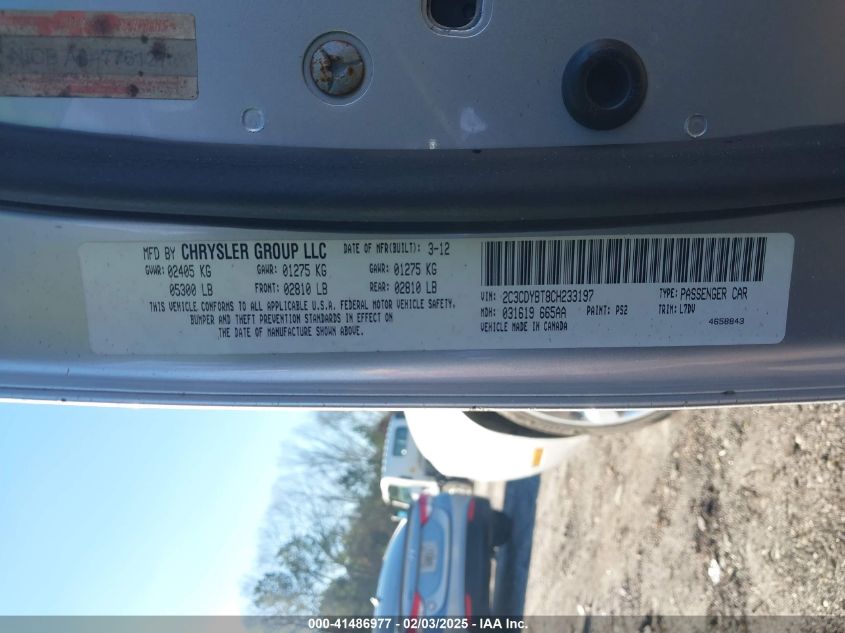 MFD BY CHRYSLER GROUP LLC DATE OF MFR(BUILT): 3-12
GVWR: 02405 KG GAWR: 01275 KG GAWR: 01275 KG
05300 LB FRONT: 02810 LB REAR: 02810 LB
THIS VEHICLE CONFORMS TO ALL APPLICABLE U.S.A. FEDERAL MOTOR VEHICLE SAFETY,
BUMPER AND THEFT PREVENTION STANDARDS IN EFFECT ON
THE DATE OF MANUFACTURE SHOWN ABOVE.
VIN: 2C3CDYBT8CH233197 TYPE: PASSENGER CAR
MDH: 031619 665AA PAINT: PS2 TRIM: L7DV
VEHICLE MADE IN CANADA 4658843
000-41486977 - 02/03/2025 - IAA Inc.